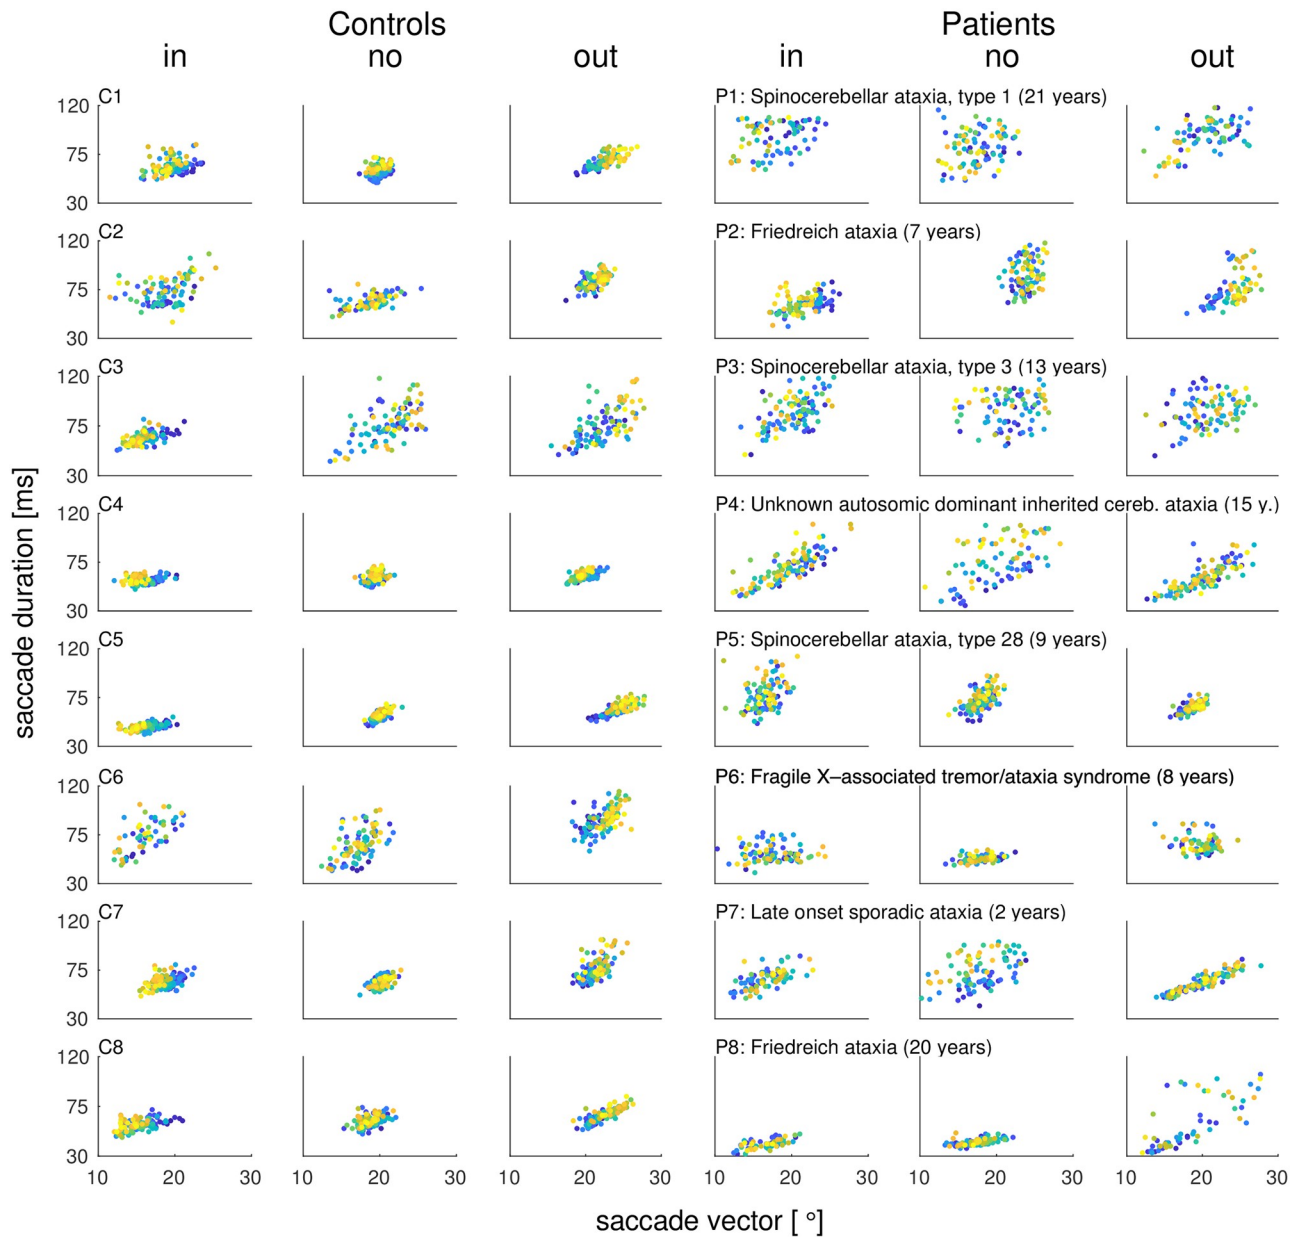 Controls Patients
in no out in no out
C1 P1: Spinocerebellar ataxia, type 1 (21 years)
120
75
30
C2 P2: Friedreich ataxia (7 years)
120
75
30
C3 P3: Spinocerebellar ataxia, type 3 (13 years)
120
75
30
C4 P4: Unknown autosomic dominant inherited cereb. ataxia (15 y.)
120
75
30
C5 P5: Spinocerebellar ataxia, type 28 (9 years)
120
75
30
C6 P6: Fragile X–associated tremor/ataxia syndrome (8 years)
120
75
30
C7 P7: Late onset sporadic ataxia (2 years)
120
75
30
C8 P8: Friedreich ataxia (20 years)
120
75
30
10 20 30 10 20 30 10 20 30 10 20 30 10 20 30 10 20 30
saccade duration [ms]
saccade vector [ °]